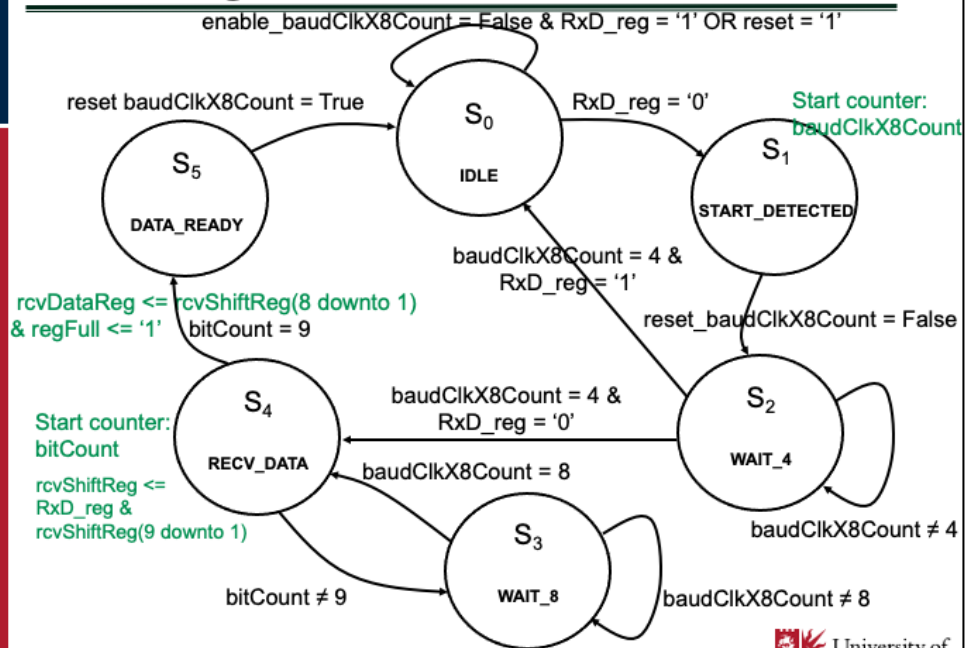 enable_baudClkX8Count = False & RxD_reg = ‘1’ OR reset = ‘1’
reset baudClkX8Count = True
RxD_reg = ‘0’
Start counter:
baudClkX8Count
S0
IDLE
S1
START_DETECTED
S5
DATA_READY
baudClkX8Count = 4 &
RxD_reg = ‘1’
rcvDataReg <= rcvShiftReg(8 downto 1)
& regFull <= ‘1’
bitCount = 9
reset_baudClkX8Count = False
S2
WAIT_4
baudClkX8Count = 4 &
RxD_reg = ‘0’
S4
RECV_DATA
Start counter:
bitCount
rcvShiftReg <=
RxD_reg &
rcvShiftReg(9 downto 1)
baudClkX8Count = 8
baudClkX8Count ≠ 4
S3
WAIT_8
bitCount ≠ 9
baudClkX8Count ≠ 8
University of